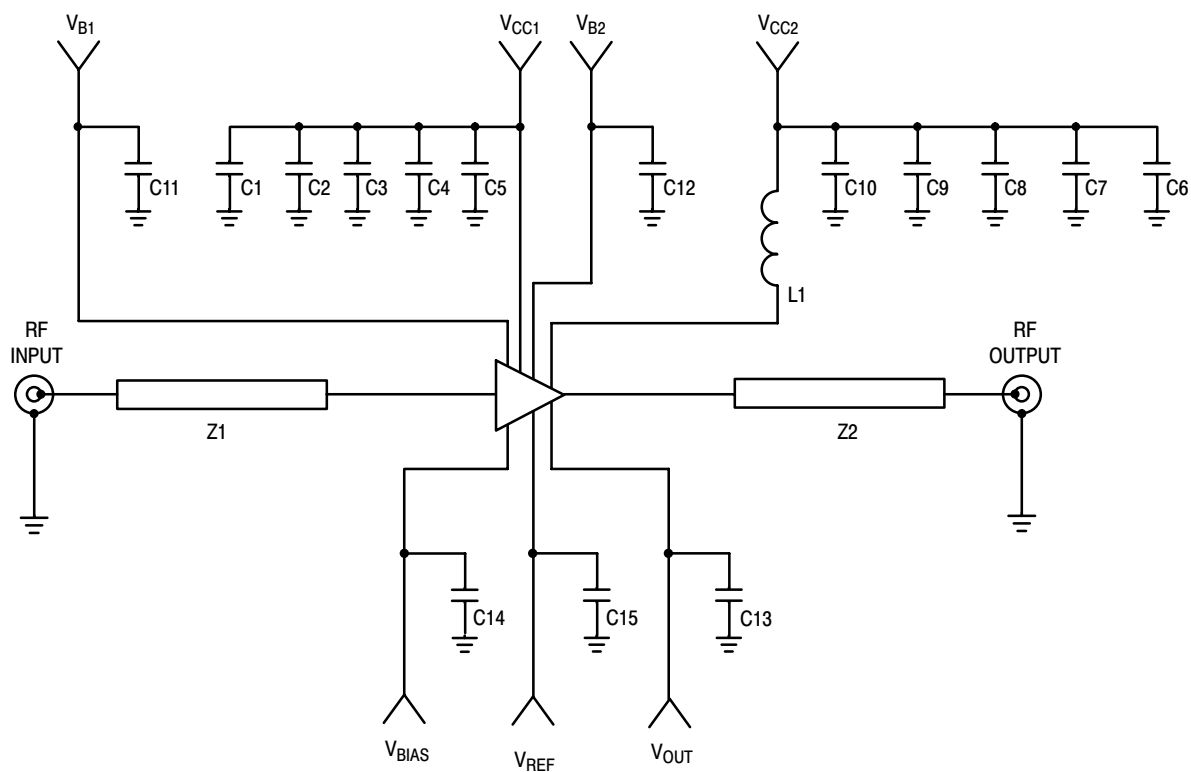 VB1
VCC1
VB2
VCC2
C11
C1
C2
C3
C4
C5
C12
C10
C9
C8
C7
C6
L1
RF
INPUT
RF
OUTPUT
Z1
Z2
C14
C15
C13
VBIAS
VREF
VOUT